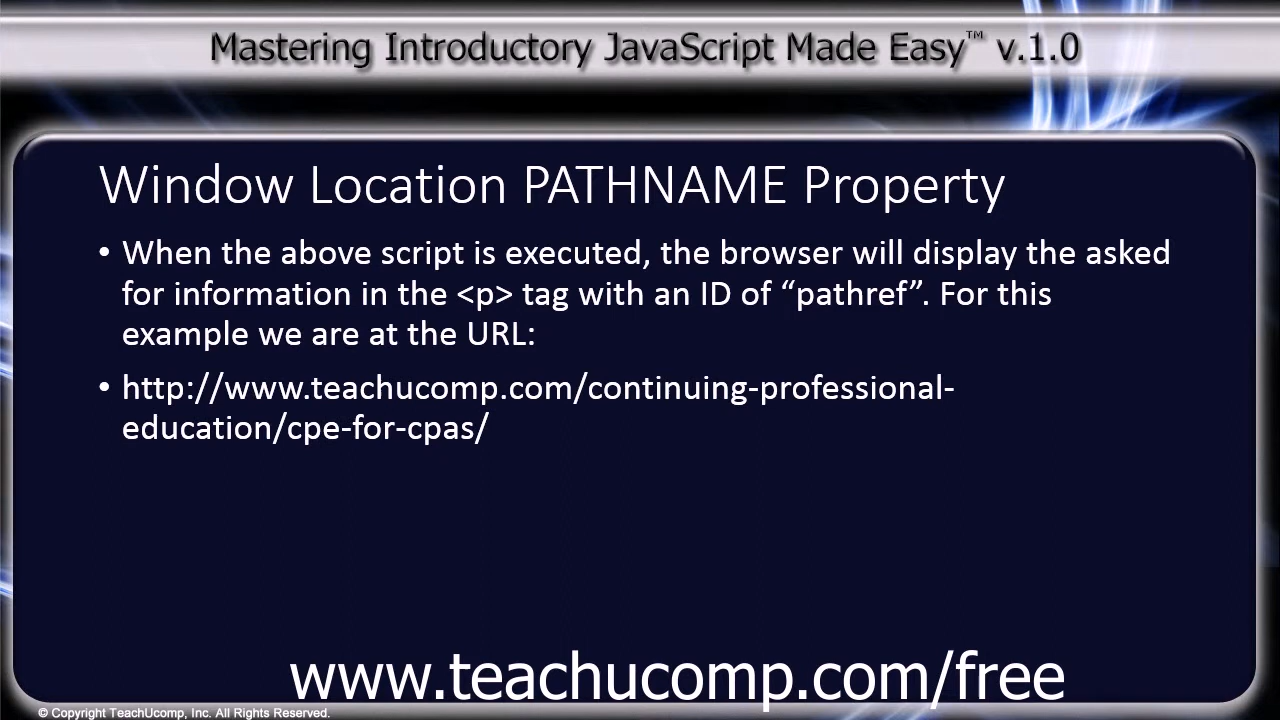 Mastering Introductory JavaScript Made Easy™ v.1.0
Window Location PATHNAME Property
• When the above script is executed, the browser will display the asked
for information in the <p> tag with an ID of “pathref”. For this
example we are at the URL:
• http://www.teachucomp.com/continuing-professional-
education/cpe-for-cpas/
www.teachucomp.com/free
© Copyright TeachUcomp, Inc. All Rights Reserved.